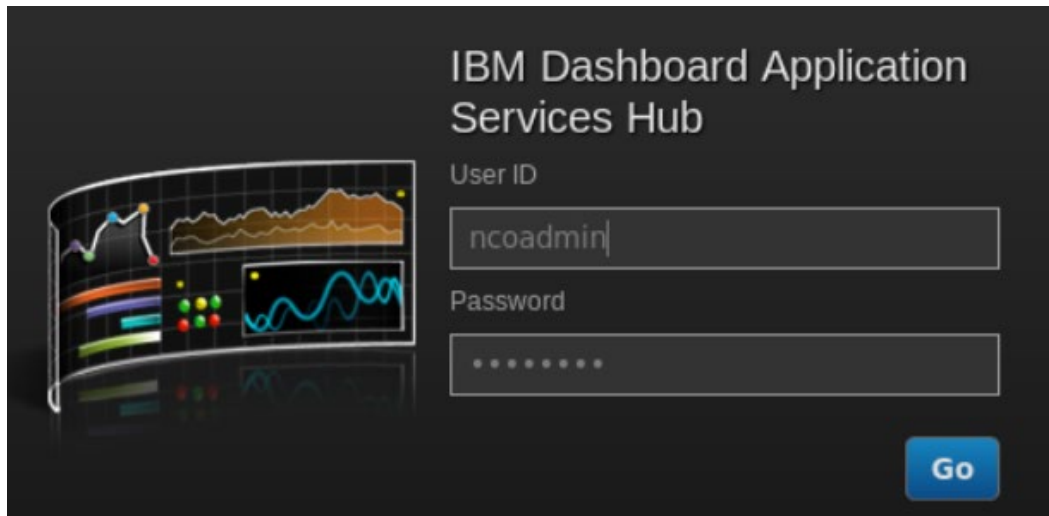 IBM Dashboard Application
Services Hub
User ID
ncoadmin
Password
••••••••
Go